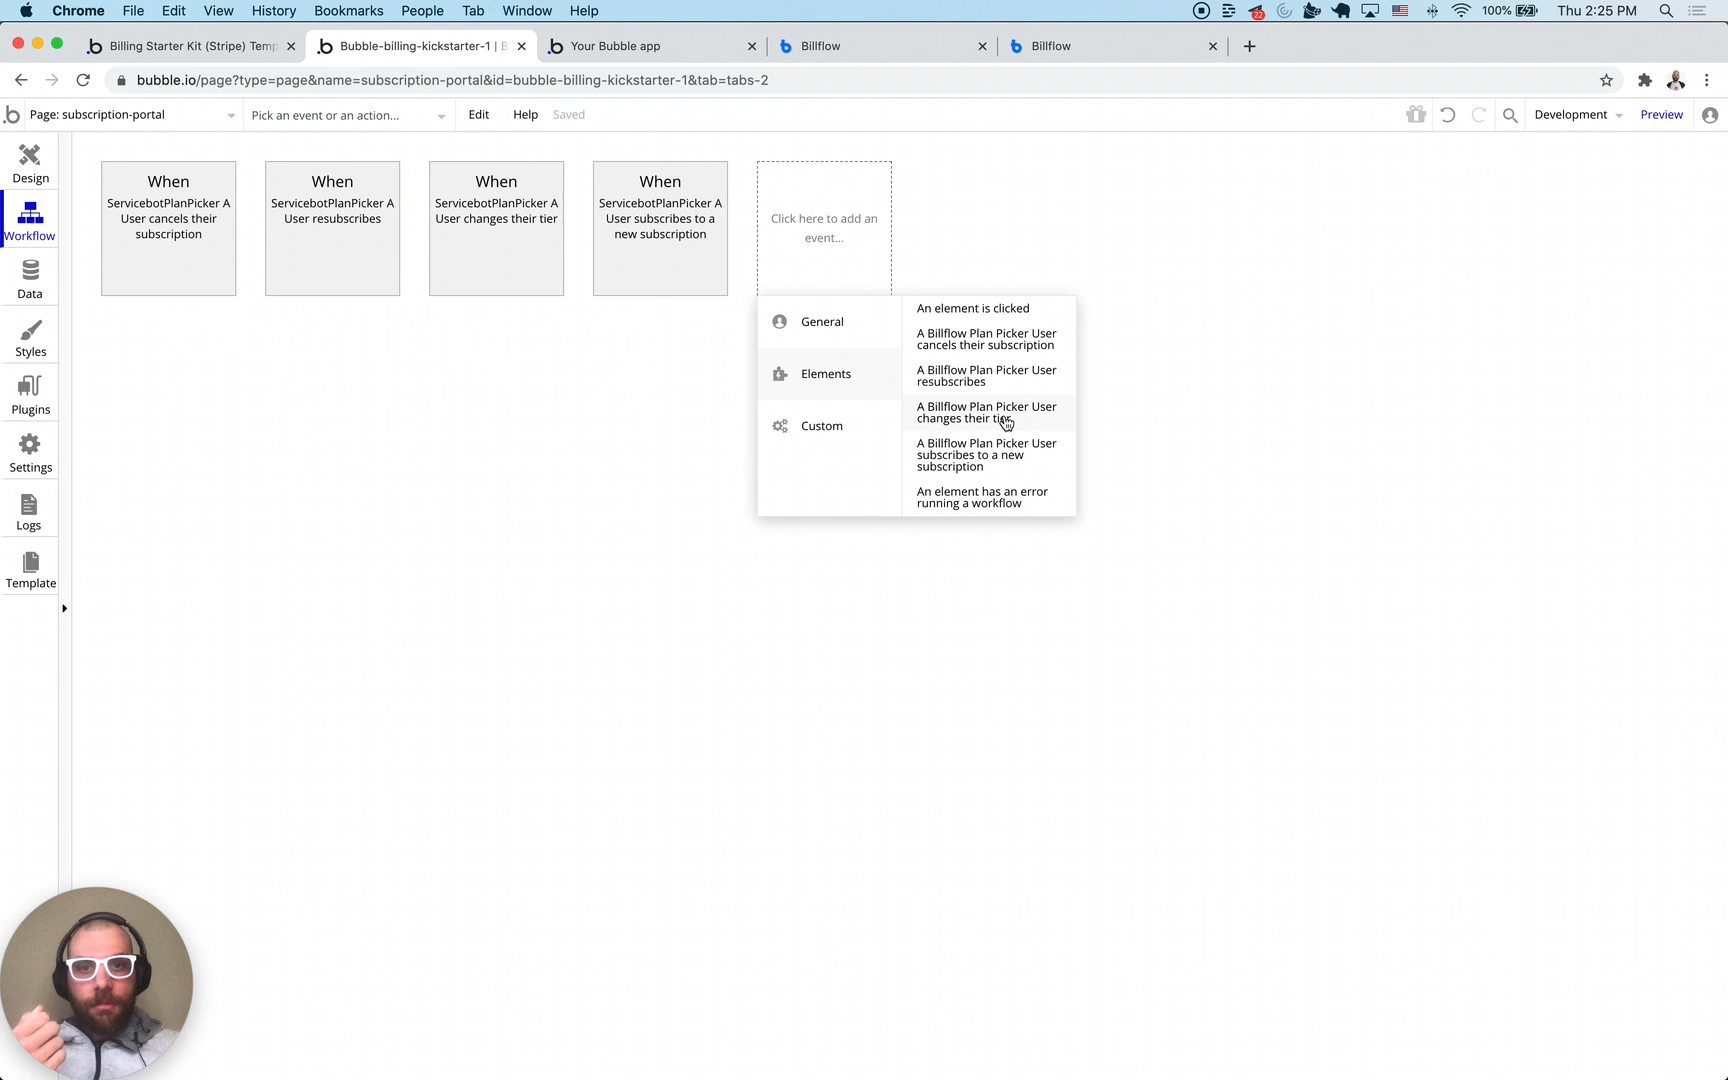 Chrome File Edit View History Bookmarks People Tab Window Help
22 100% Thu 2:25 PM
Billing Starter Kit (Stripe) Temp
Bubble-billing-kickstarter-1 | B
Your Bubble app
Billflow
Billflow
bubble.io/page?type=page&name=subscription-portal&id=bubble-billing-kickstarter-1&tab=tabs-2
Page: subscription-portal
Pick an event or an action...
Edit
Help
Saved
Development
Preview
Design
Workflow
Data
Styles
Plugins
Settings
Logs
Template
When
ServicebotPlanPicker A
User cancels their
subscription
When
ServicebotPlanPicker A
User resubscribes
When
ServicebotPlanPicker A
User changes their tier
When
ServicebotPlanPicker A
User subscribes to a
new subscription
Click here to add an
event...
General
Elements
Custom
An element is clicked
A Billflow Plan Picker User
cancels their subscription
A Billflow Plan Picker User
resubscribes
A Billflow Plan Picker User
changes their tier
A Billflow Plan Picker User
subscribes to a new
subscription
An element has an error
running a workflow